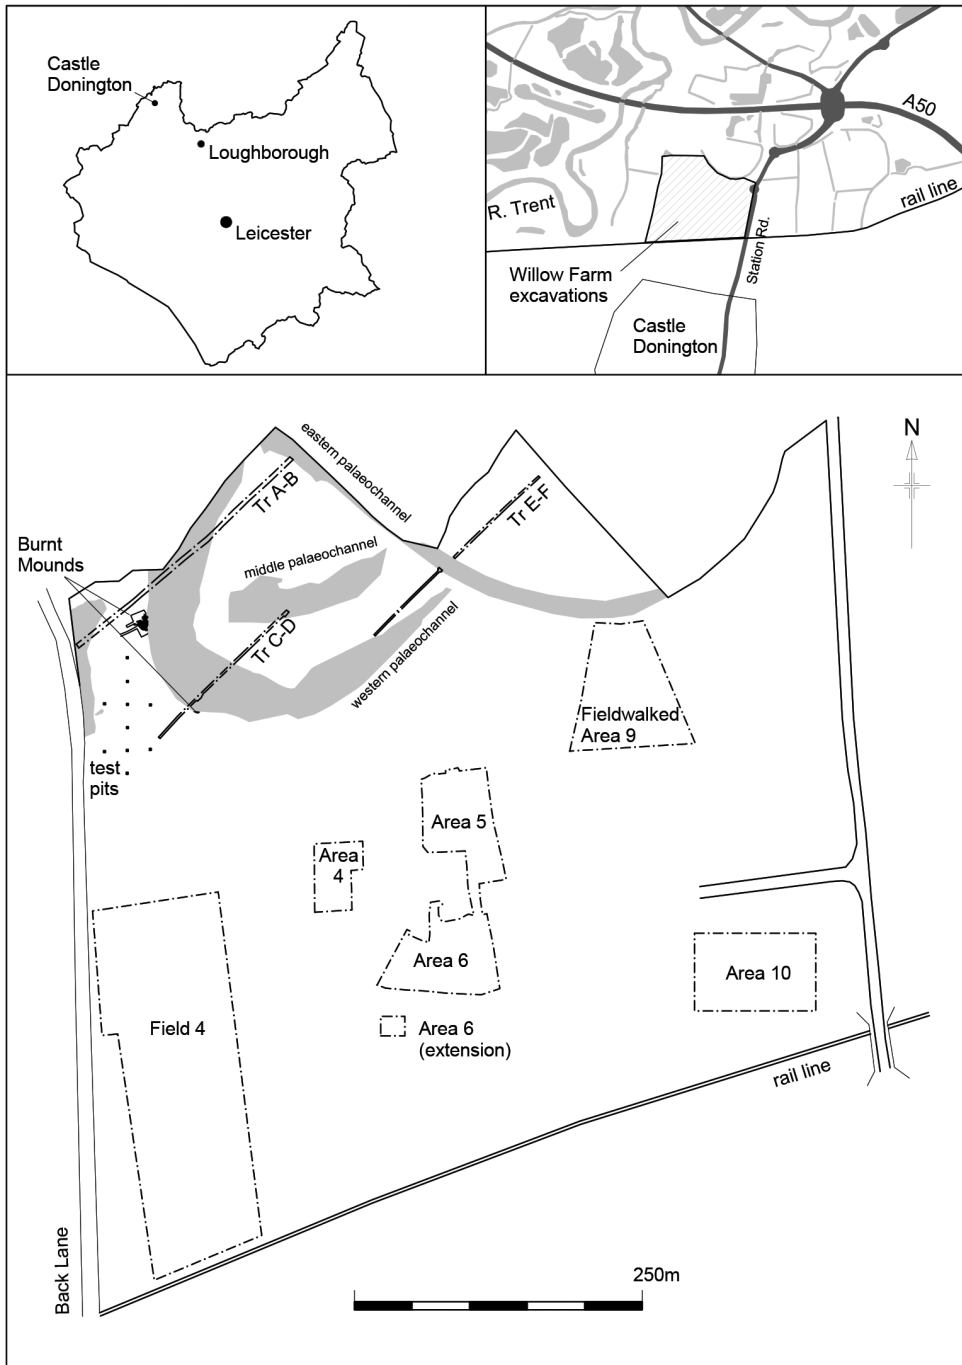 Castle
Donington
Loughborough
Leicester
A50
rail line
R. Trent
Station Rd.
Willow Farm
excavations
Castle
Donington
eastern palaeochannel
N
Tr A-B
Tr E-F
Burnt
Mounds
middle palaeochannel
Tr C-D
western palaeochannel
Fieldwalked
Area 9
test
pits
Area 5
Area
4
Area 6
Area 10
Field 4
Area 6
(extension)
rail line
Back Lane
250m